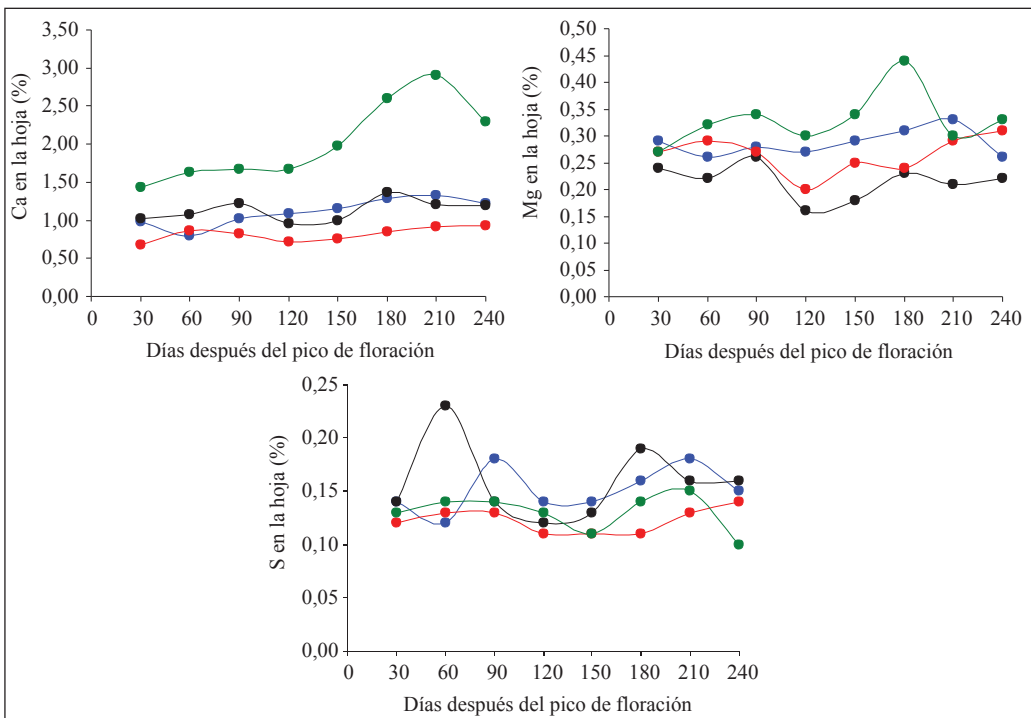 Ca en la hoja (%)
3,50
3,00
2,50
2,00
1,50
1,00
0,50
0,00
0 30 60 90 120 150 180 210 240
Días después del pico de floración
Mg en la hoja (%)
0,50
0,45
0,40
0,35
0,30
0,25
0,20
0,15
0,10
0,05
0,00
0 30 60 90 120 150 180 210 240
Días después del pico de floración
S en la hoja (%)
0,25
0,20
0,15
0,10
0,05
0,00
0 30 60 90 120 150 180 210 240
Días después del pico de floración